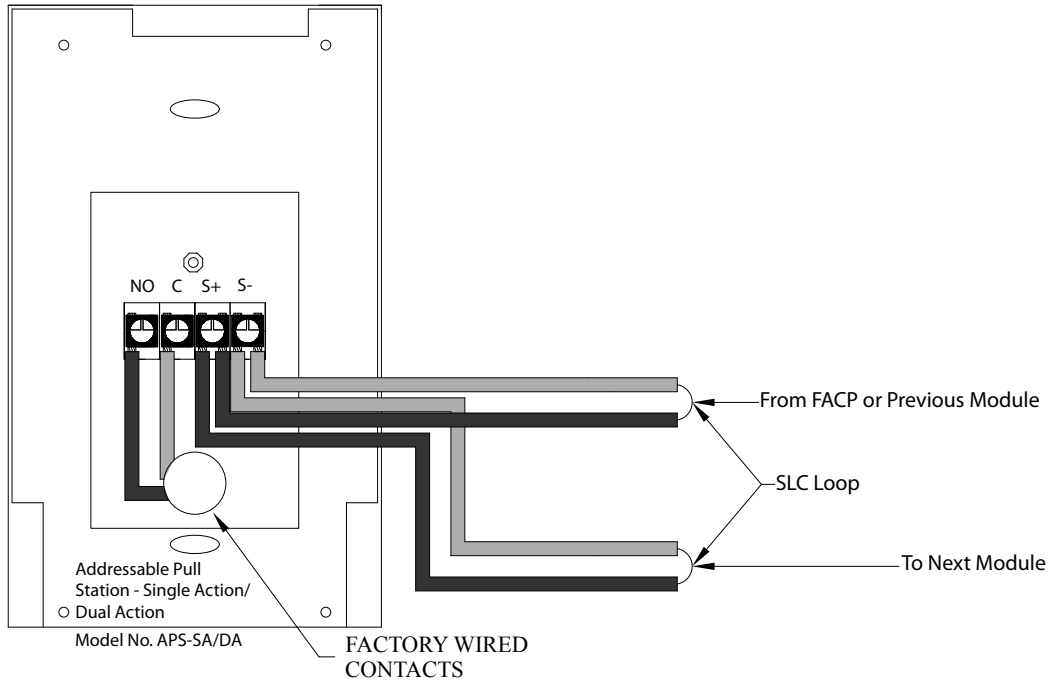 NO C S+ S-
From FACP or Previous Module
SLC Loop
To Next Module
Addressable Pull
Station - Single Action/
Dual Action
Model No. APS-SA/DA
FACTORY WIRED
CONTACTS